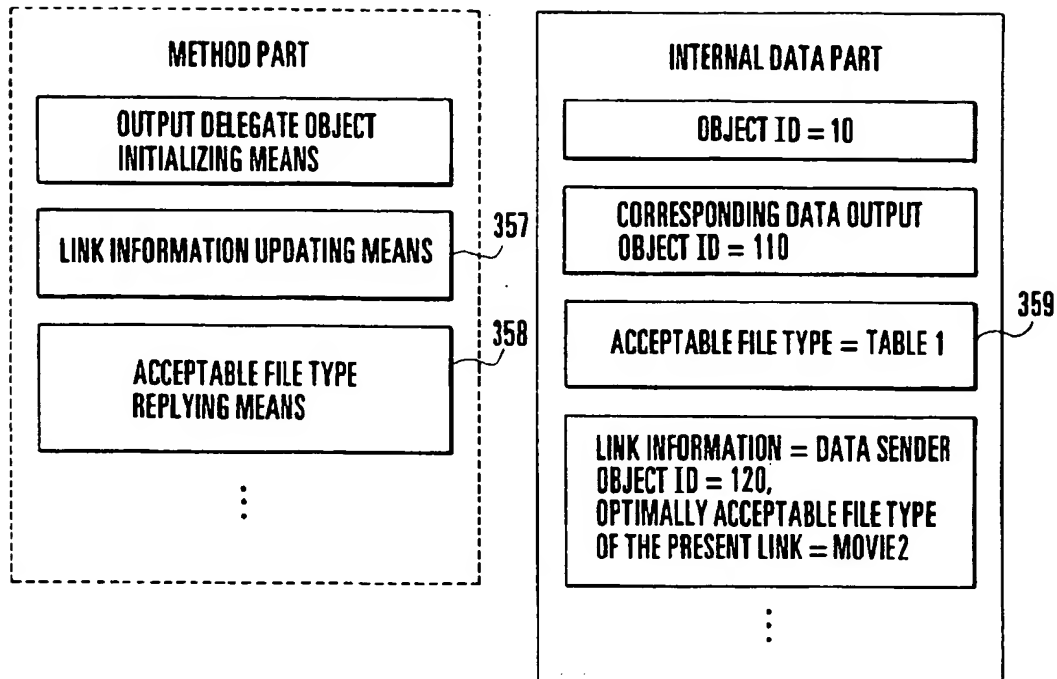 METHOD PART
OUTPUT DELEGATE OBJECT
INITIALIZING MEANS
LINK INFORMATION UPDATING MEANS
357
ACCEPTABLE FILE TYPE
REPLYING MEANS
358
INTERNAL DATA PART
OBJECT ID = 10
CORRESPONDING DATA OUTPUT
OBJECT ID = 110
ACCEPTABLE FILE TYPE = TABLE 1
359
LINK INFORMATION = DATA SENDER
OBJECT ID = 120,
OPTIMALLY ACCEPTABLE FILE TYPE
OF THE PRESENT LINK = MOVIE2